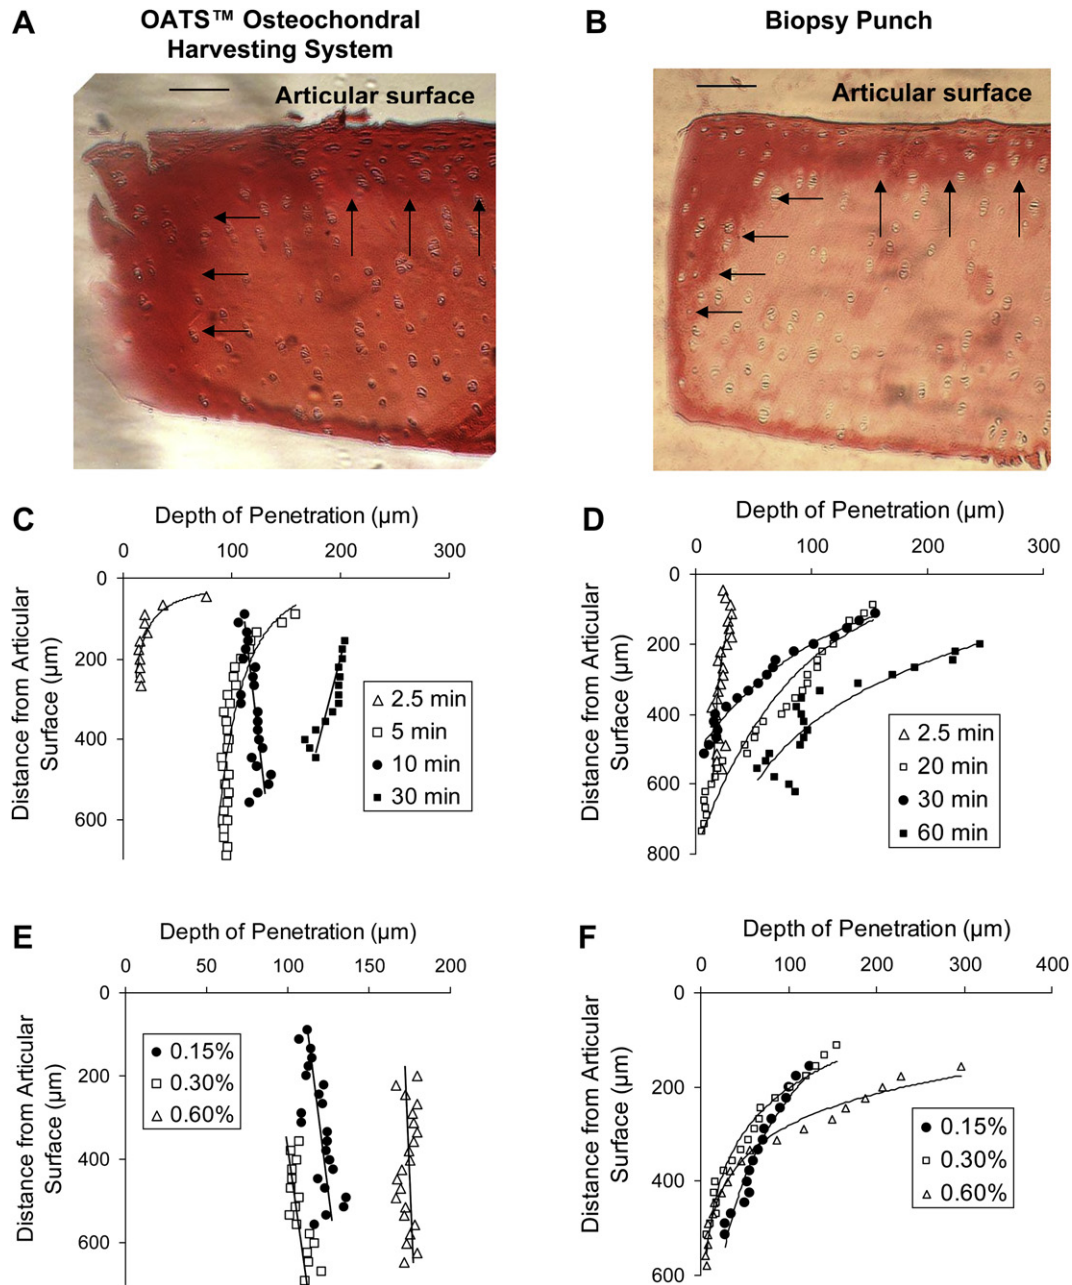 A
OATS™ Osteochondral
Harvesting System
Articular surface
B
Biopsy Punch
Articular surface
C
Depth of Penetration (µm)
0 100 200 300
Distance from Articular
Surface (µm)
0
200
400
600
2.5 min
5 min
10 min
30 min
D
Depth of Penetration (µm)
0 100 200 300
Distance from Articular
Surface (µm)
0
200
400
600
800
2.5 min
20 min
30 min
60 min
E
Depth of Penetration (µm)
0 50 100 150 200
Distance from Articular
Surface (µm)
0
200
400
600
0.15%
0.30%
0.60%
F
Depth of Penetration (µm)
0 100 200 300 400
Distance from Articular
Surface (µm)
0
200
400
600
0.15%
0.30%
0.60%